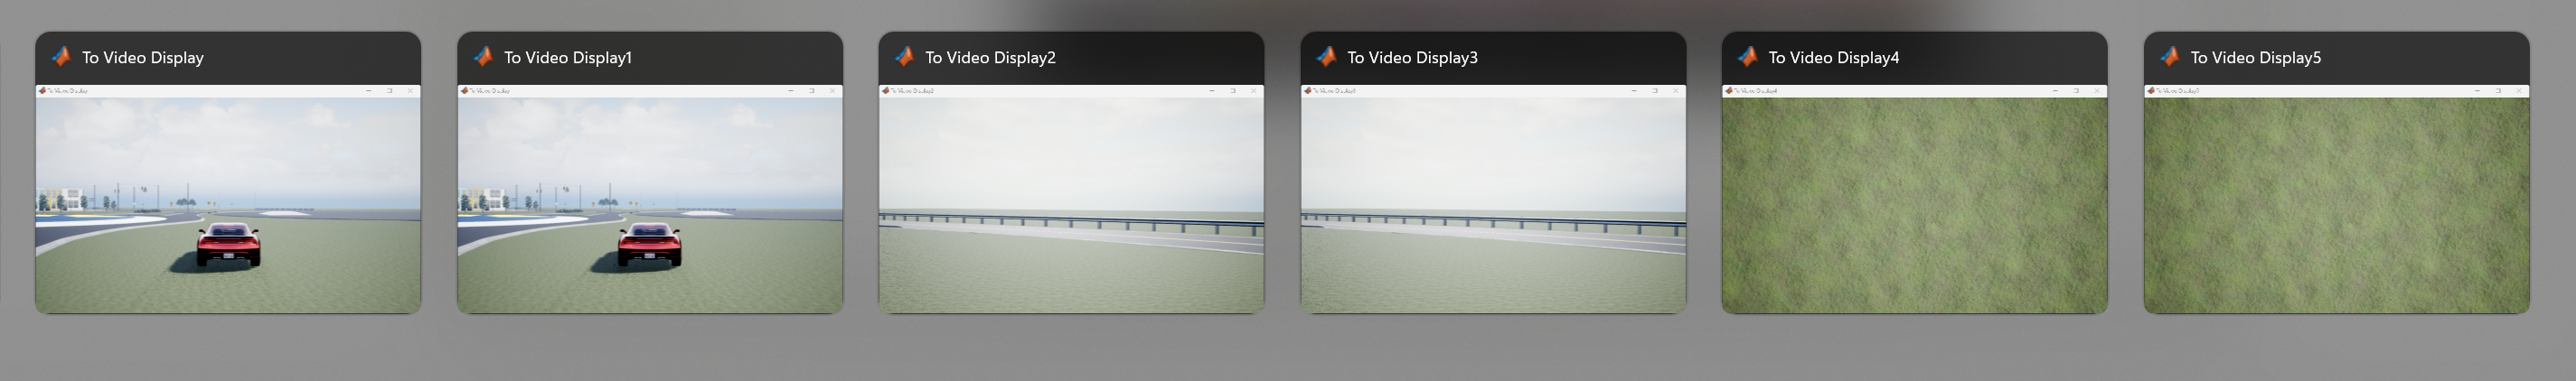 To Video Display
To Video Display1
To Video Display2
To Video Display3
To Video Display4
To Video Display5